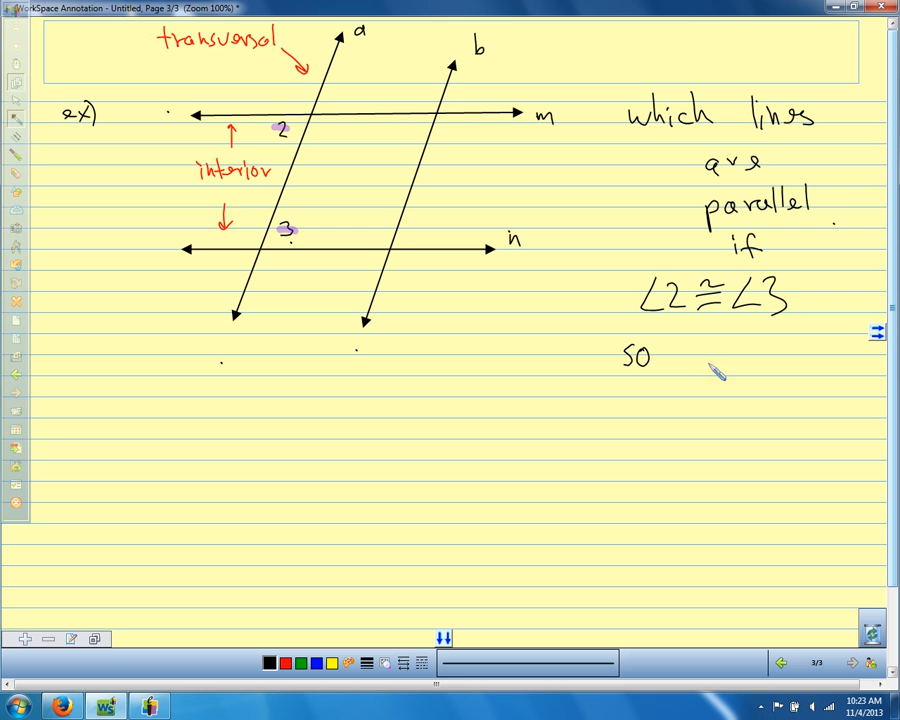 WorkSpace Annotation - Untitled, Page 3/3 (Zoom 100%) *
transversal
a
b
ex)
m
2
interior
3
n
which lines
are
parallel
if
∠2 ≅ ∠3
so
3/3
10:23 AM
11/4/2013